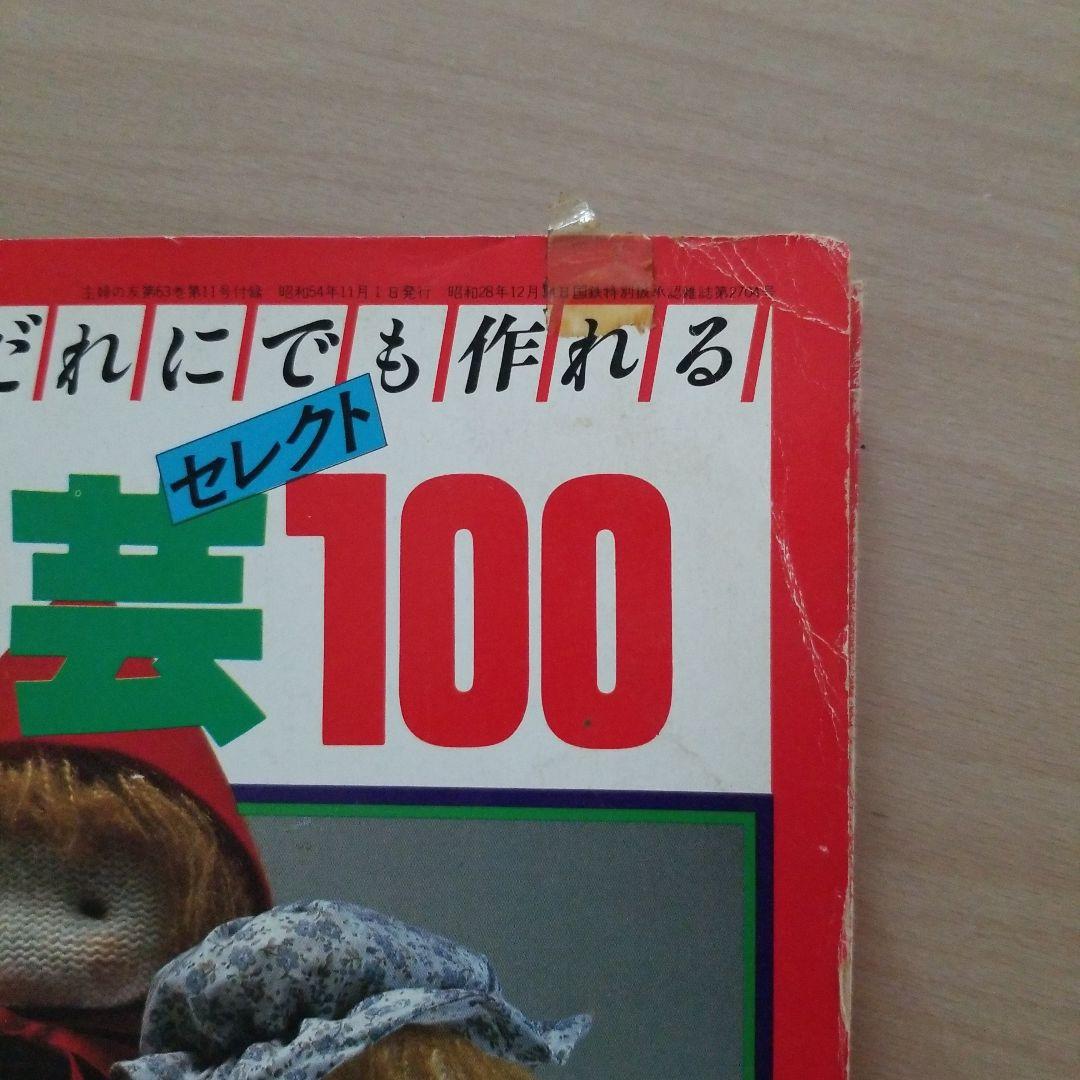 主婦の友第63巻第11号付録　昭和54年11月1日発行　昭和28年12月14日国鉄特別扱承認雑誌第2704号
だれにでも作れる
セレクト
芸100